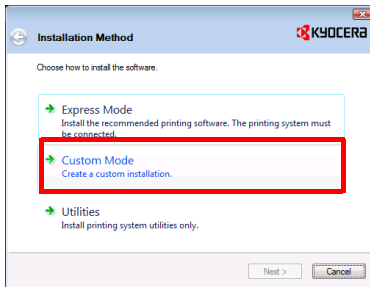 Installation Method
KYOCERa
Choose how to install the software.
Express Mode
Install the recommended printing software. The printing system must
be connected.
Custom Mode
Create a custom installation.
Utilities
Install printing system utilities only.
Next >
Cancel